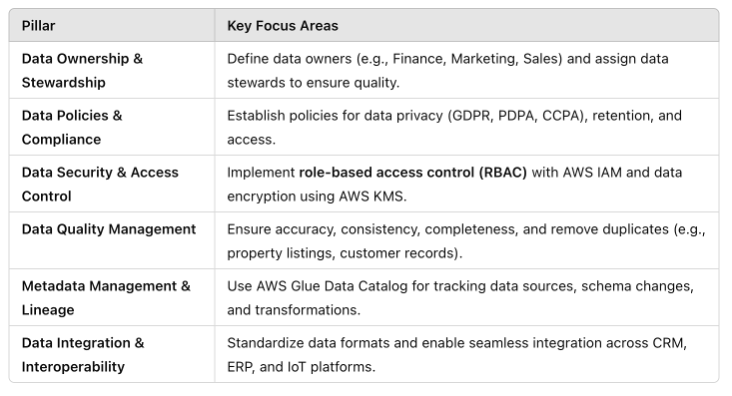 Pillar
Key Focus Areas
Data Ownership &
Stewardship
Define data owners (e.g., Finance, Marketing, Sales) and assign data
stewards to ensure quality.
Data Policies &
Compliance
Establish policies for data privacy (GDPR, PDPA, CCPA), retention, and
access.
Data Security & Access
Control
Implement role-based access control (RBAC) with AWS IAM and data
encryption using AWS KMS.
Data Quality Management
Ensure accuracy, consistency, completeness, and remove duplicates (e.g.,
property listings, customer records).
Metadata Management &
Lineage
Use AWS Glue Data Catalog for tracking data sources, schema changes,
and transformations.
Data Integration &
Interoperability
Standardize data formats and enable seamless integration across CRM,
ERP, and IoT platforms.